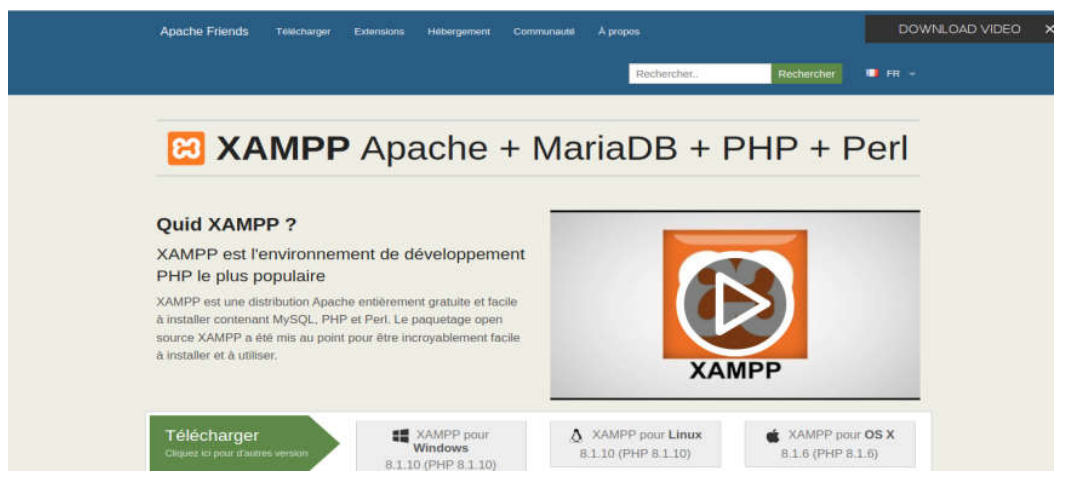 Apache Friends Télécharger Extensions Hébergement Communauté À propos
DOWNLOAD VIDEO ×
Rechercher.. Rechercher FR
XAMPP Apache + MariaDB + PHP + Perl
Quid XAMPP ?
XAMPP est l'environnement de développement
PHP le plus populaire
XAMPP est une distribution Apache entièrement gratuite et facile
à installer contenant MySQL, PHP et Perl. Le paquetage open
source XAMPP a été mis au point pour être incroyablement facile
à installer et à utiliser.
XAMPP
Télécharger
Cliquez ici pour d'autres version
XAMPP pour
Windows
8.1.10 (PHP 8.1.10)
XAMPP pour Linux
8.1.10 (PHP 8.1.10)
XAMPP pour OS X
8.1.6 (PHP 8.1.6)